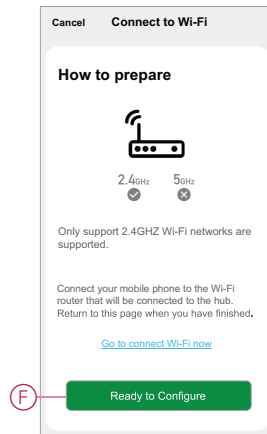 Cancel Connect to Wi-Fi
How to prepare
2.4GHz 5GHz
Only support 2.4GHZ Wi-Fi networks are
supported.
Connect your mobile phone to the Wi-Fi
router that will be connected to the hub.
Return to this page when you have finished.
Go to connect Wi-Fi now
F Ready to Configure